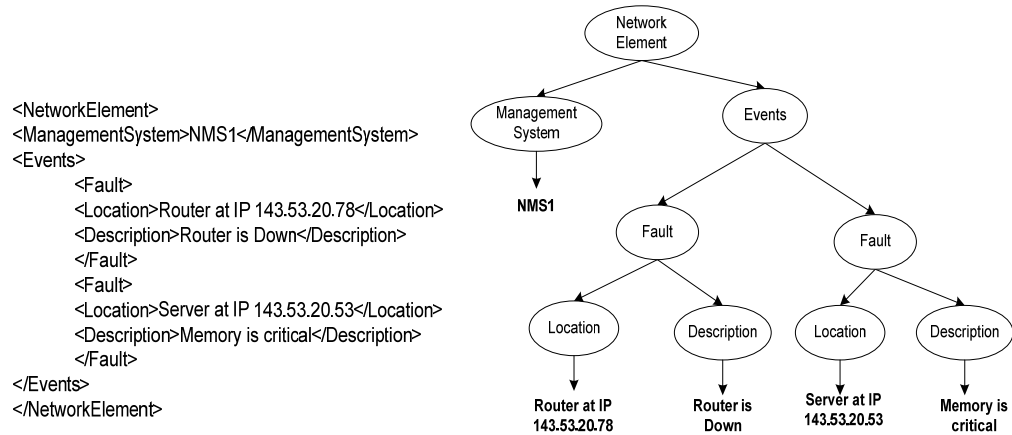 <NetworkElement>
<ManagementSystem>NMS1</ManagementSystem>
<Events>
<Fault>
<Location>Router at IP 143.53.20.78</Location>
<Description>Router is Down</Description>
</Fault>
<Fault>
<Location>Server at IP 143.53.20.53</Location>
<Description>Memory is critical</Description>
</Fault>
</Events>
</NetworkElement>
Network
Element
Management
System
Events
NMS1
Fault
Fault
Location
Description
Location
Description
Router at IP
143.53.20.78
Router is
Down
Server at IP
143.53.20.53
Memory is
critical